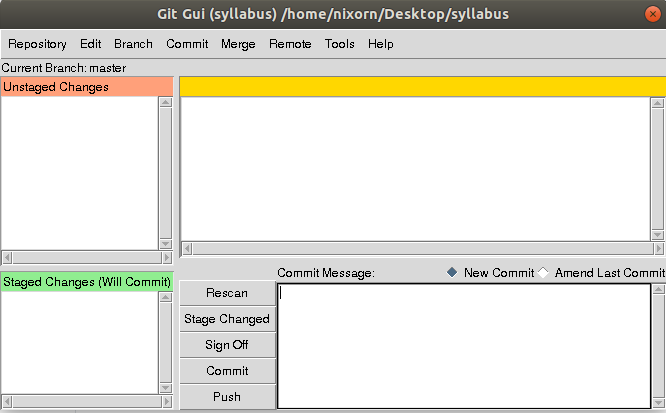 Git Gui (syllabus) /home/nixorn/Desktop/syllabus
Repository Edit Branch Commit Merge Remote Tools Help
Current Branch: master
Unstaged Changes
Staged Changes (Will Commit)
Commit Message: New Commit Amend Last Commit
Rescan
Stage Changed
Sign Off
Commit
Push